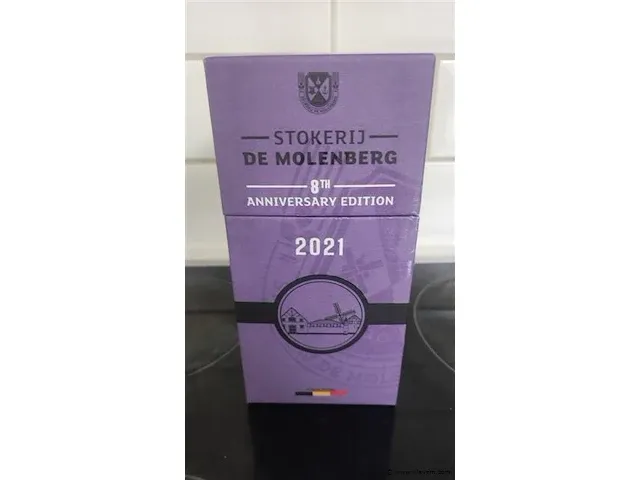 STOKERIJ
DE MOLENBERG
8TH
ANNIVERSARY EDITION
2021